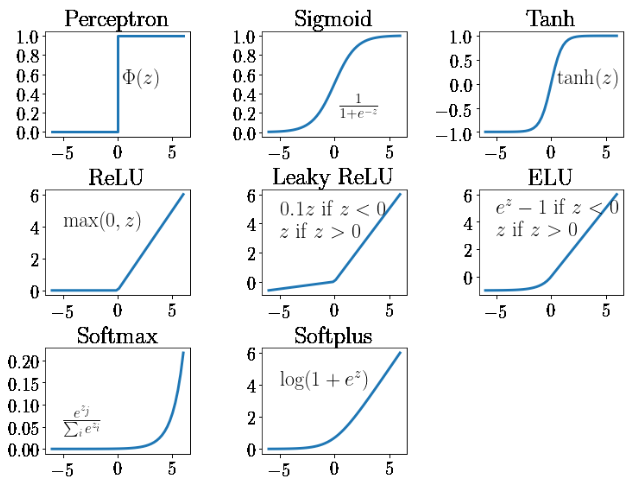 Perceptron
1.0
0.8
0.6
0.4
0.2
0.0
Φ(z)
−5 0 5
Sigmoid
1.0
0.8
0.6
0.4
0.2
0.0
1
1+e^{−z}
−5 0 5
Tanh
1.0
0.5
0.0
−0.5
−1.0
tanh(z)
−5 0 5
ReLU
6
4
2
0
max(0, z)
−5 0 5
Leaky ReLU
6
4
2
0
0.1z if z < 0
z if z > 0
−5 0 5
ELU
6
4
2
0
e^z − 1 if z < 0
z if z > 0
−5 0 5
Softmax
0.20
0.15
0.10
0.05
0.00
e^{z_j}
∑_i e^{z_i}
−5 0 5
Softplus
6
4
2
0
log(1 + e^z)
−5 0 5